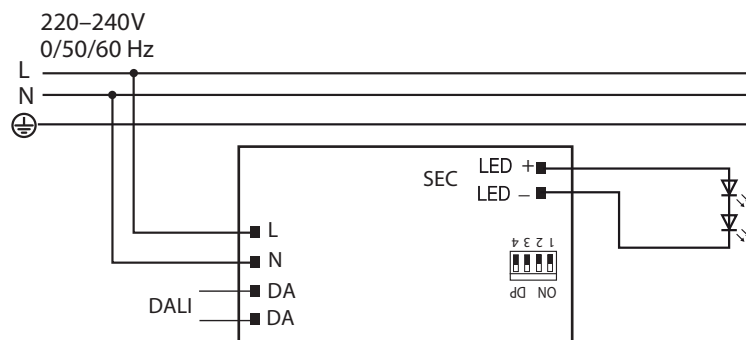 220–240V
0/50/60 Hz
L
N
SEC
LED +
LED –
L
N
DALI
DA
DA
1 2 3 4
ON DP